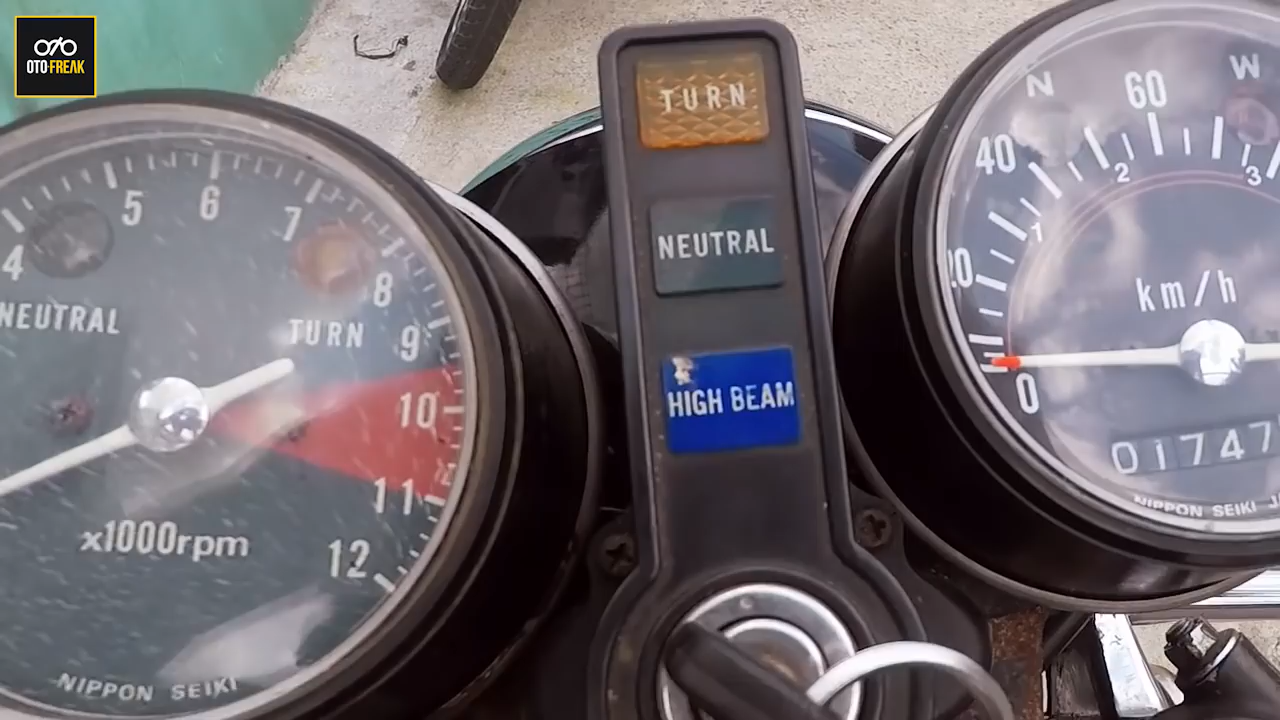 OTO-FREAK
4 5 6 7 8 9 10 11 12
NEUTRAL
TURN
x1000rpm
NIPPON SEIKI
TURN
NEUTRAL
HIGH BEAM
N W
0 20 40 60
1 2 3
km/h
01747
NIPPON SEIKI